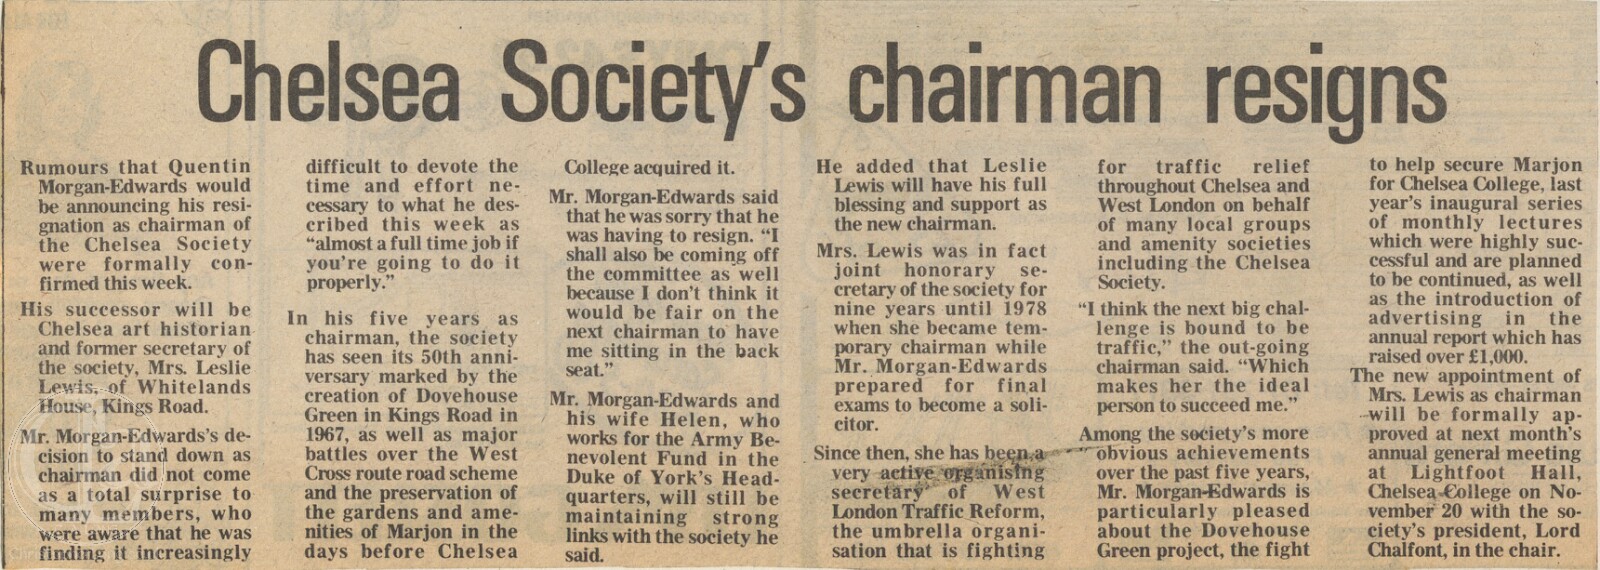 Chelsea Society's chairman resigns
Rumours that Quentin
Morgan-Edwards would
be announcing his resi-
gnation as chairman of
the Chelsea Society
were formally con-
firmed this week.
His successor will be
Chelsea art historian
and former secretary of
the society, Mrs. Leslie
Lewis, of Whitelands
House, Kings Road.
Mr. Morgan-Edwards's de-
cision to stand down as
chairman did not come
as a total surprise to
many members, who
were aware that he was
finding it increasingly
difficult to devote the
time and effort ne-
cessary to what he des-
cribed this week as
"almost a full time job if
you're going to do it
properly."
In his five years as
chairman, the society
has seen its 50th anni-
versary marked by the
creation of Dovehouse
Green in Kings Road in
1967, as well as major
battles over the West
Cross route road scheme
and the preservation of
the gardens and ame-
nities of Marjon in the
days before Chelsea
College acquired it.
Mr. Morgan-Edwards said
that he was sorry that he
was having to resign. "I
shall also be coming off
the committee as well
because I don't think it
would be fair on the
next chairman to have
me sitting in the back
seat."
Mr. Morgan-Edwards and
his wife Helen, who
works for the Army Be-
nevolent Fund in the
Duke of York's Head-
quarters, will still be
maintaining strong
links with the society he
said.
He added that Leslie
Lewis will have his full
blessing and support as
the new chairman.
Mrs. Lewis was in fact
joint honorary se-
cretary of the society for
nine years until 1978
when she became tem-
porary chairman while
Mr. Morgan-Edwards
prepared for final
exams to become a soli-
citor.
Since then, she has been a
very active organising
secretary of West
London Traffic Reform,
the umbrella organi-
sation that is fighting
for traffic relief
throughout Chelsea and
West London on behalf
of many local groups
and amenity societies
including the Chelsea
Society.
"I think the next big chal-
lenge is bound to be
traffic," the out-going
chairman said. "Which
makes her the ideal
person to succeed me."
Among the society's more
obvious achievements
over the past five years,
Mr. Morgan-Edwards is
particularly pleased
about the Dovehouse
Green project, the fight
to help secure Marjon
for Chelsea College, last
year's inaugural series
of monthly lectures
which were highly suc-
cessful and are planned
to be continued, as well
as the introduction of
advertising in the
annual report which has
raised over £1,000.
The new appointment of
Mrs. Lewis as chairman
will be formally ap-
proved at next month's
annual general meeting
at Lightfoot Hall,
Chelsea College on No-
vember 20 with the so-
ciety's president, Lord
Chalfont, in the chair.